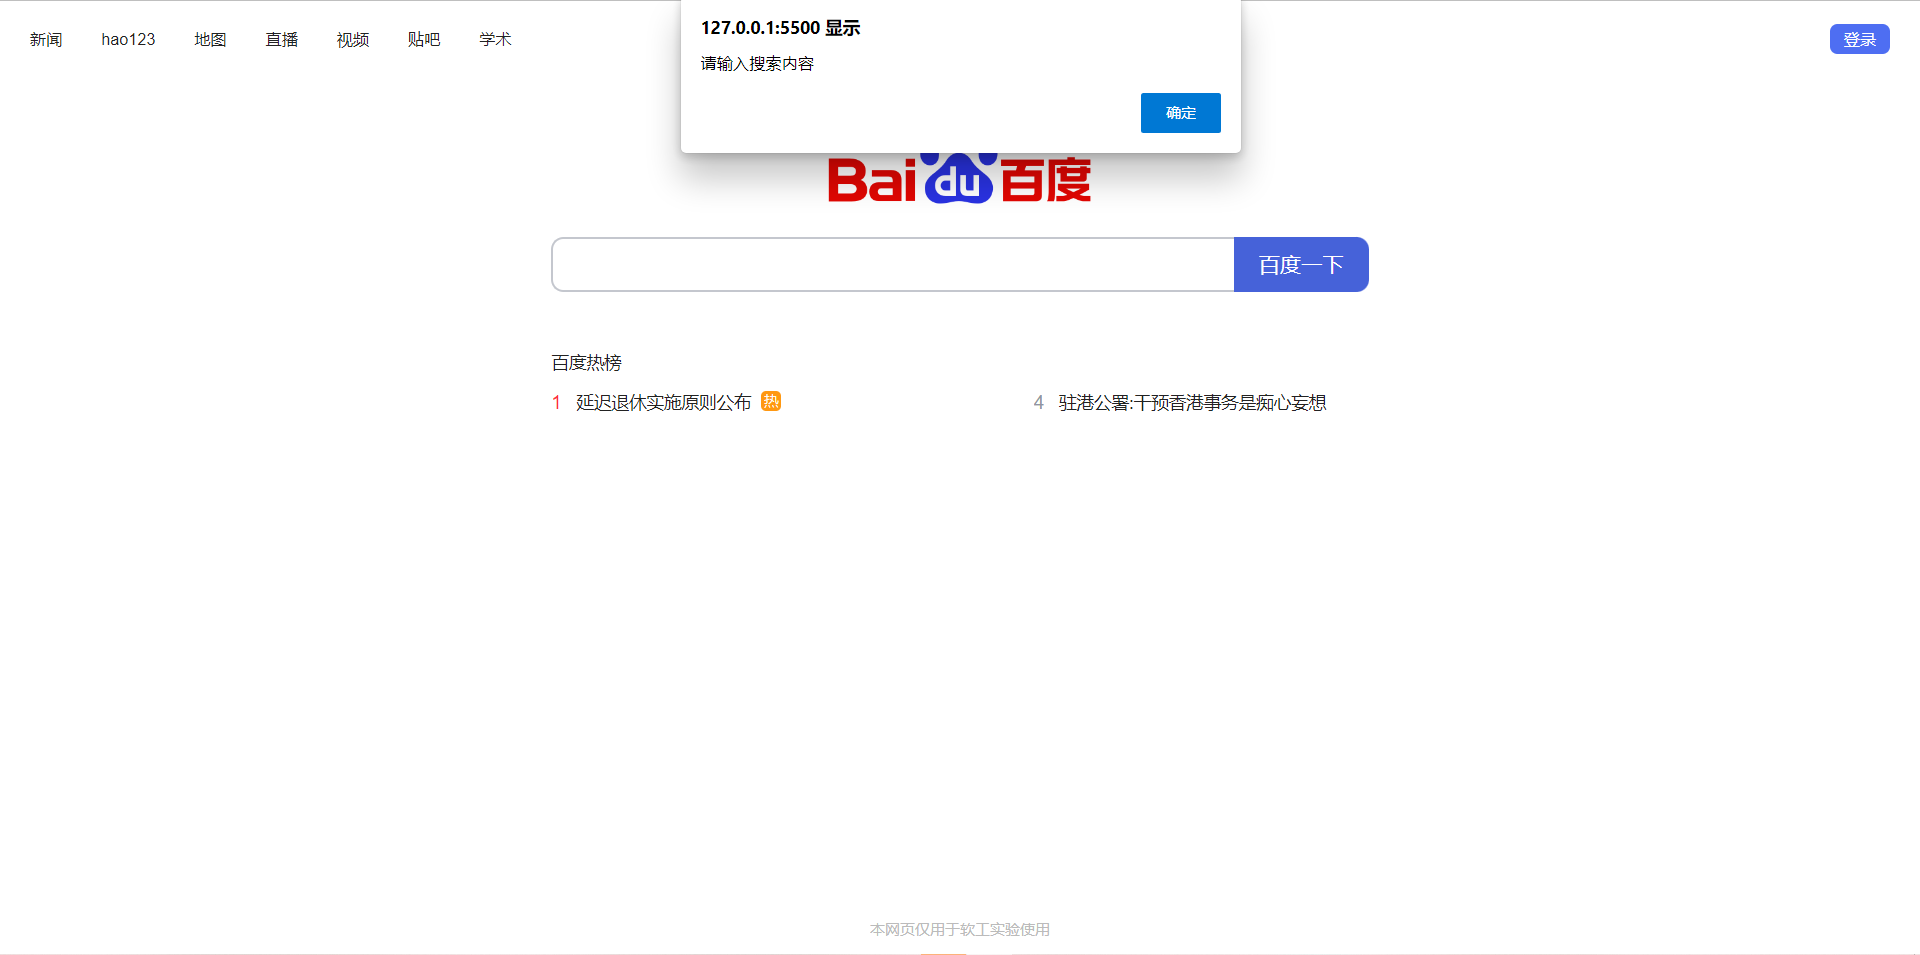 127.0.0.1:5500 显示
请输入搜索内容
确定
新闻 hao123 地图 直播 视频 贴吧 学术
登录
Bai du 百度
百度一下
百度热榜
1 延迟退休实施原则公布 热
4 驻港公署:干预香港事务是痴心妄想
本网页仅用于软工实验使用